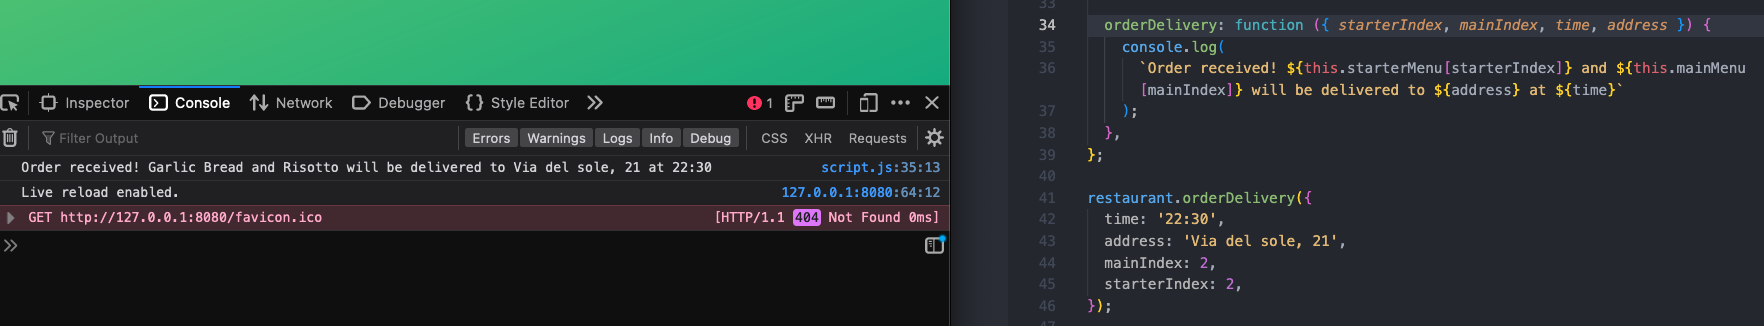 Inspector Console Network Debugger {} Style Editor >> 1 •••
Filter Output Errors Warnings Logs Info Debug CSS XHR Requests
Order received! Garlic Bread and Risotto will be delivered to Via del sole, 21 at 22:30 script.js:35:13
Live reload enabled. 127.0.0.1:8080:64:12
GET http://127.0.0.1:8080/favicon.ico [HTTP/1.1 404 Not Found 0ms]
>>
33
34 orderDelivery: function ({ starterIndex, mainIndex, time, address }) {
35 console.log(
36 `Order received! ${this.starterMenu[starterIndex]} and ${this.mainMenu
[mainIndex]} will be delivered to ${address} at ${time}`
37 );
38 },
39 };
40
41 restaurant.orderDelivery({
42 time: '22:30',
43 address: 'Via del sole, 21',
44 mainIndex: 2,
45 starterIndex: 2,
46 });
47